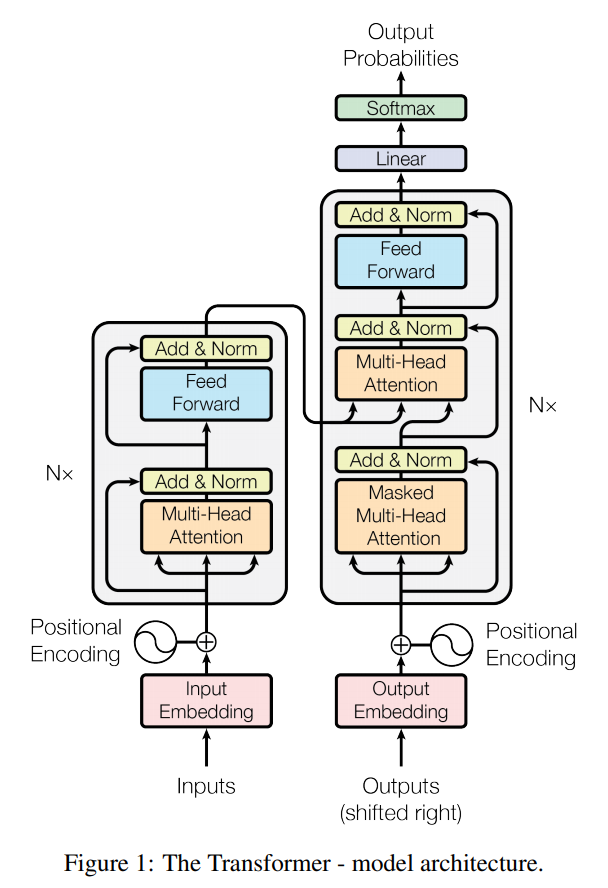 Output
Probabilities
Softmax
Linear
Add & Norm
Feed
Forward
Add & Norm
Multi-Head
Attention
Add & Norm
Masked
Multi-Head
Attention
N×
Add & Norm
Feed
Forward
Add & Norm
Multi-Head
Attention
N×
Positional
Encoding
Positional
Encoding
Input
Embedding
Output
Embedding
Inputs
Outputs
(shifted right)
Figure 1: The Transformer - model architecture.